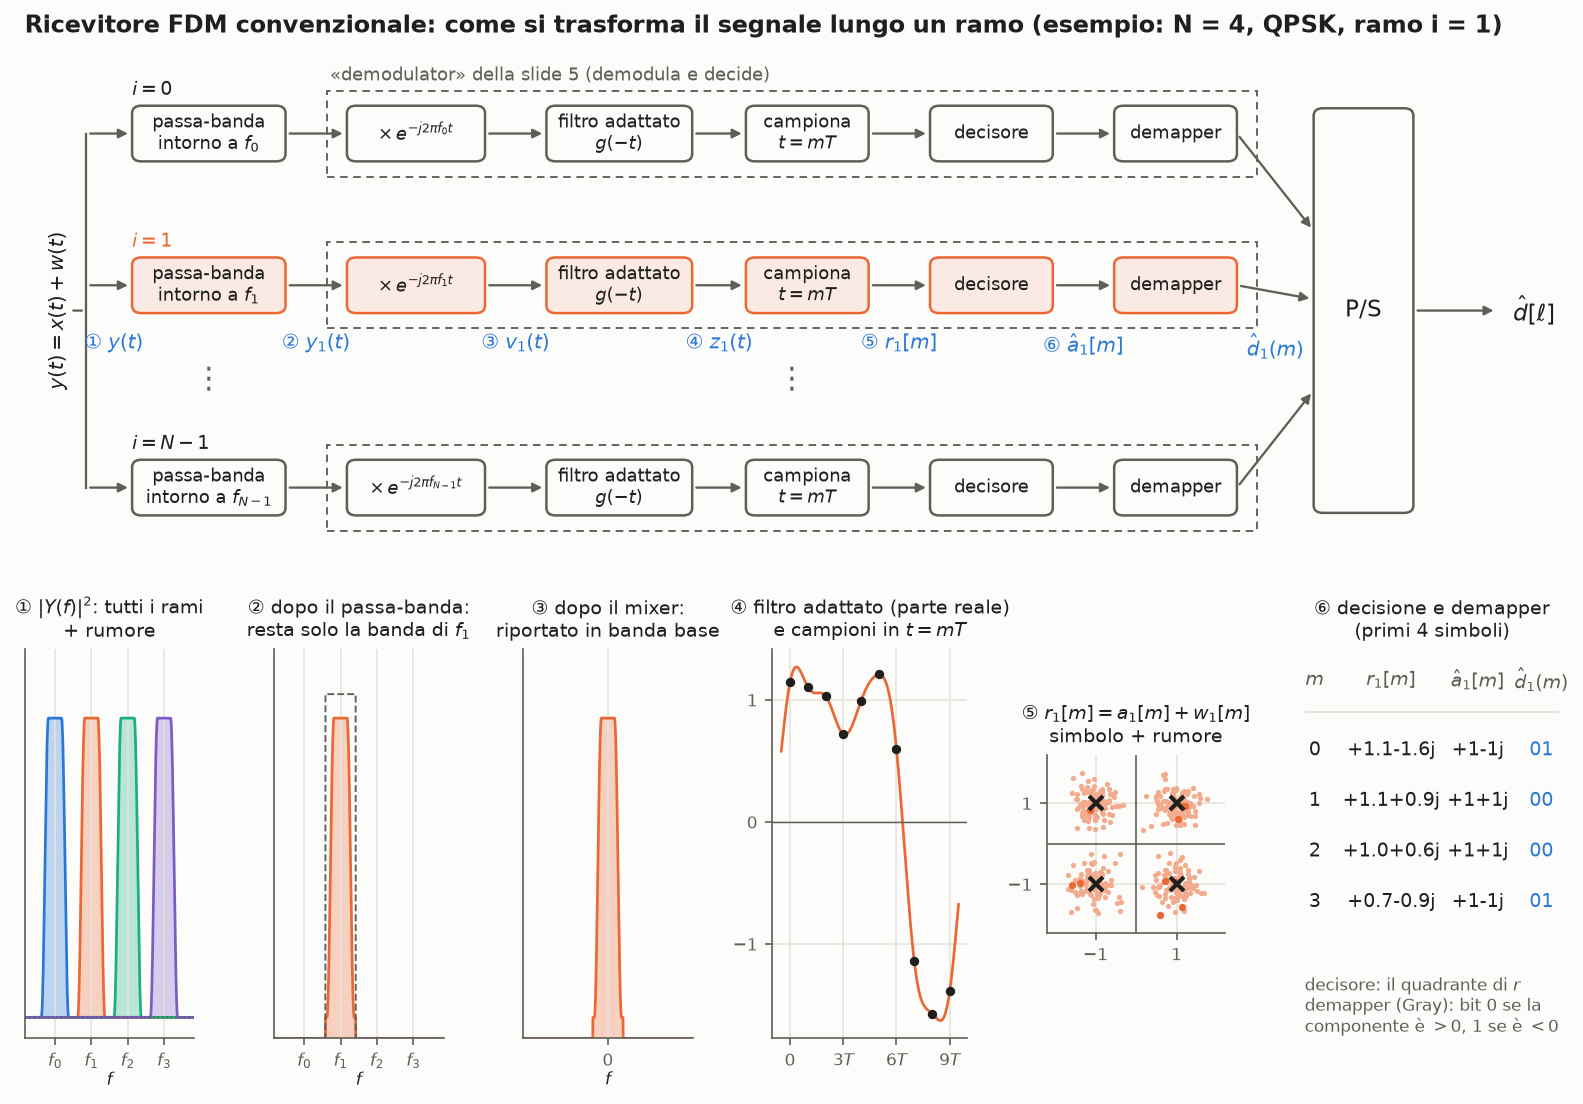 Ricevitore FDM convenzionale: come si trasforma il segnale lungo un ramo (esempio: N = 4, QPSK, ramo i = 1)
«demodulator» della slide 5 (demodula e decide)
i = 0
passa-banda
intorno a f₀
× e^{−j2πf₀t}
filtro adattato
g(−t)
campiona
t = mT
decisore
demapper
y(t) = x(t) + w(t)
i = 1
passa-banda
intorno a f₁
× e^{−j2πf₁t}
filtro adattato
g(−t)
campiona
t = mT
decisore
demapper
① y(t)
② y₁(t)
③ v₁(t)
④ z₁(t)
⑤ r₁[m]
⑥ â₁[m]
d̂₁(m)
⋮
⋮
i = N − 1
passa-banda
intorno a f_{N−1}
× e^{−j2πf_{N−1}t}
filtro adattato
g(−t)
campiona
t = mT
decisore
demapper
P/S
d̂[ℓ]
① |Y(f)|²: tutti i rami
+ rumore
f₀ f₁ f₂ f₃
f
② dopo il passa-banda:
resta solo la banda di f₁
f₀ f₁ f₂ f₃
f
③ dopo il mixer:
riportato in banda base
0
f
④ filtro adattato (parte reale)
e campioni in t = mT
1
0
−1
0 3T 6T 9T
⑤ r₁[m] = a₁[m] + w₁[m]
simbolo + rumore
1
−1
−1 1
⑥ decisione e demapper
(primi 4 simboli)
m r₁[m] â₁[m] d̂₁(m)
0 +1.1-1.6j +1-1j 01
1 +1.1+0.9j +1+1j 00
2 +1.0+0.6j +1+1j 00
3 +0.7-0.9j +1-1j 01
decisore: il quadrante di r
demapper (Gray): bit 0 se la
componente è > 0, 1 se è < 0